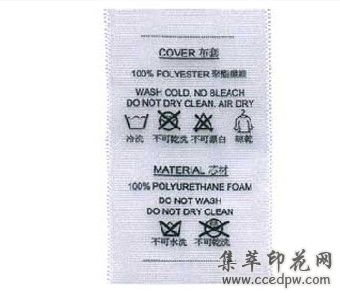 COVER 布套
100% POLYESTER 聚酯纖維
WASH COLD. NO BLEACH
DO NOT DRY CLEAN. AIR DRY
冷洗 不可乾洗 不可漂白 晾乾
MATERIAL 芯材
100% POLYURETHANE FOAM
DO NOT WASH
DO NOT DRY CLEAN
不可水洗 不可乾洗
集萃印花网
www.ccedpw.com